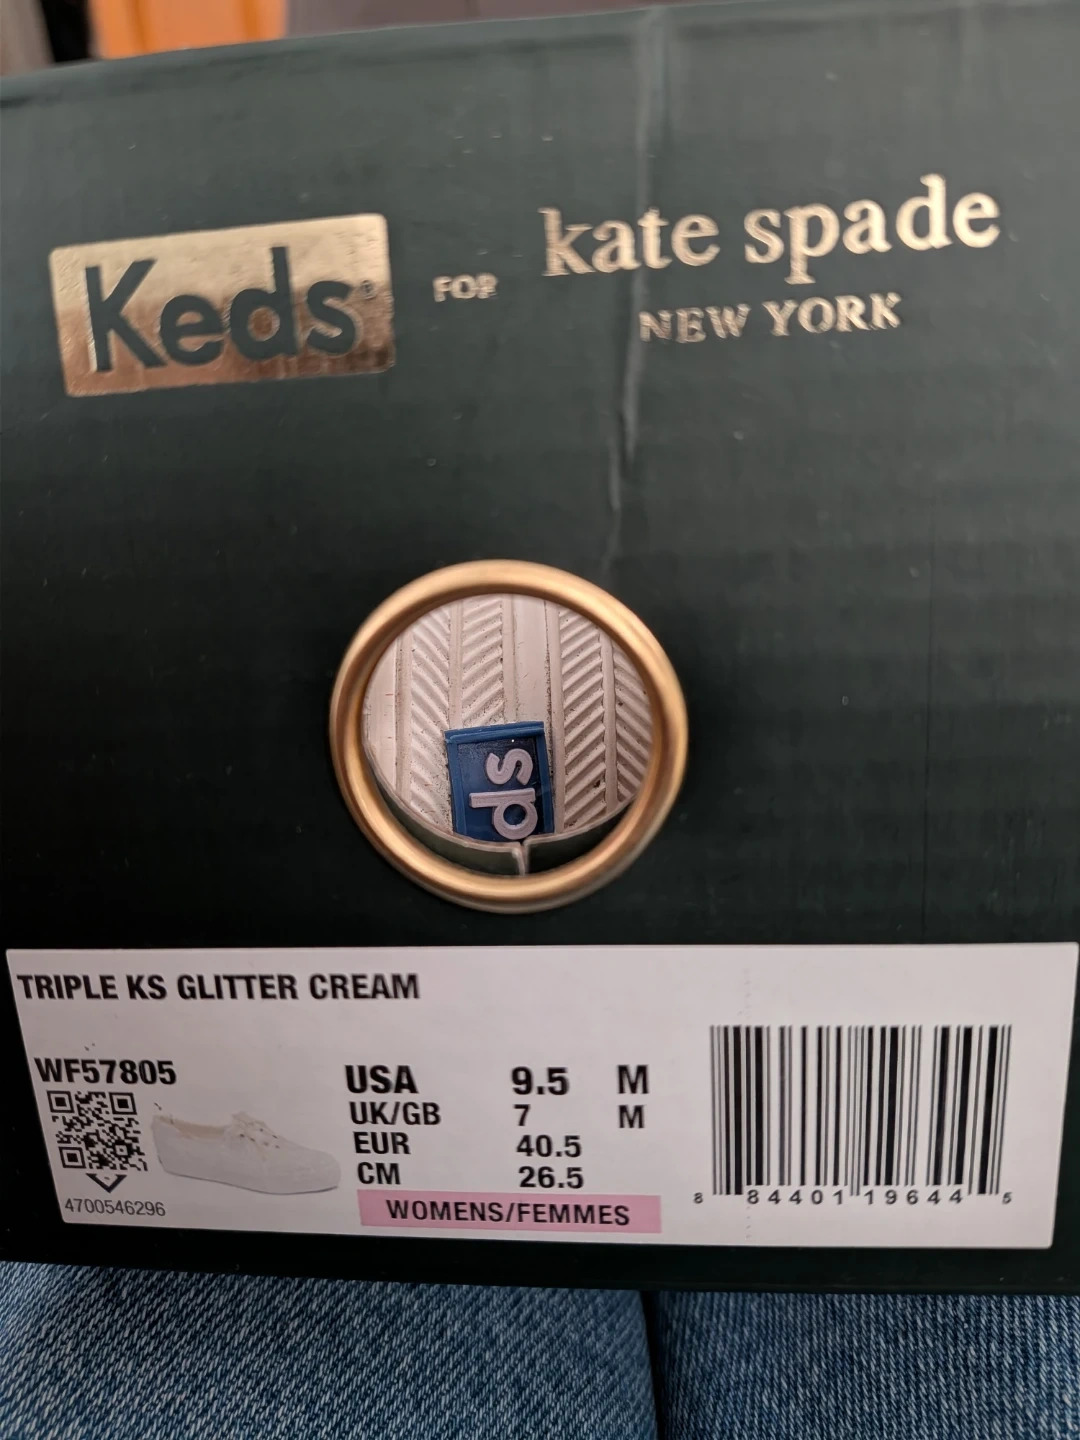 Keds® FOR kate spade
NEW YORK
ds
TRIPLE KS GLITTER CREAM
WF57805
USA 9.5 M
UK/GB 7 M
EUR 40.5
CM 26.5
4700546296
WOMENS/FEMMES
8 84401 19644 5